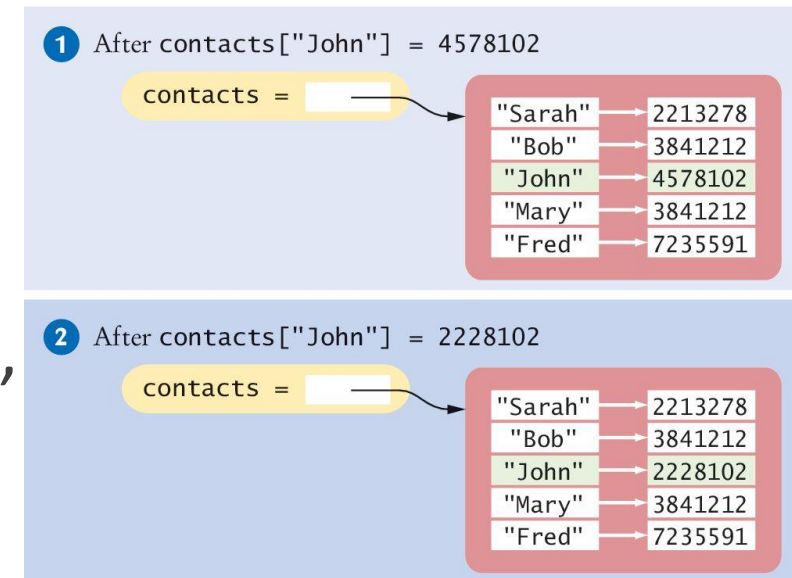 1 After contacts["John"] = 4578102
contacts =
"Sarah" 2213278
"Bob" 3841212
"John" 4578102
"Mary" 3841212
"Fred" 7235591
,
2 After contacts["John"] = 2228102
contacts =
"Sarah" 2213278
"Bob" 3841212
"John" 2228102
"Mary" 3841212
"Fred" 7235591